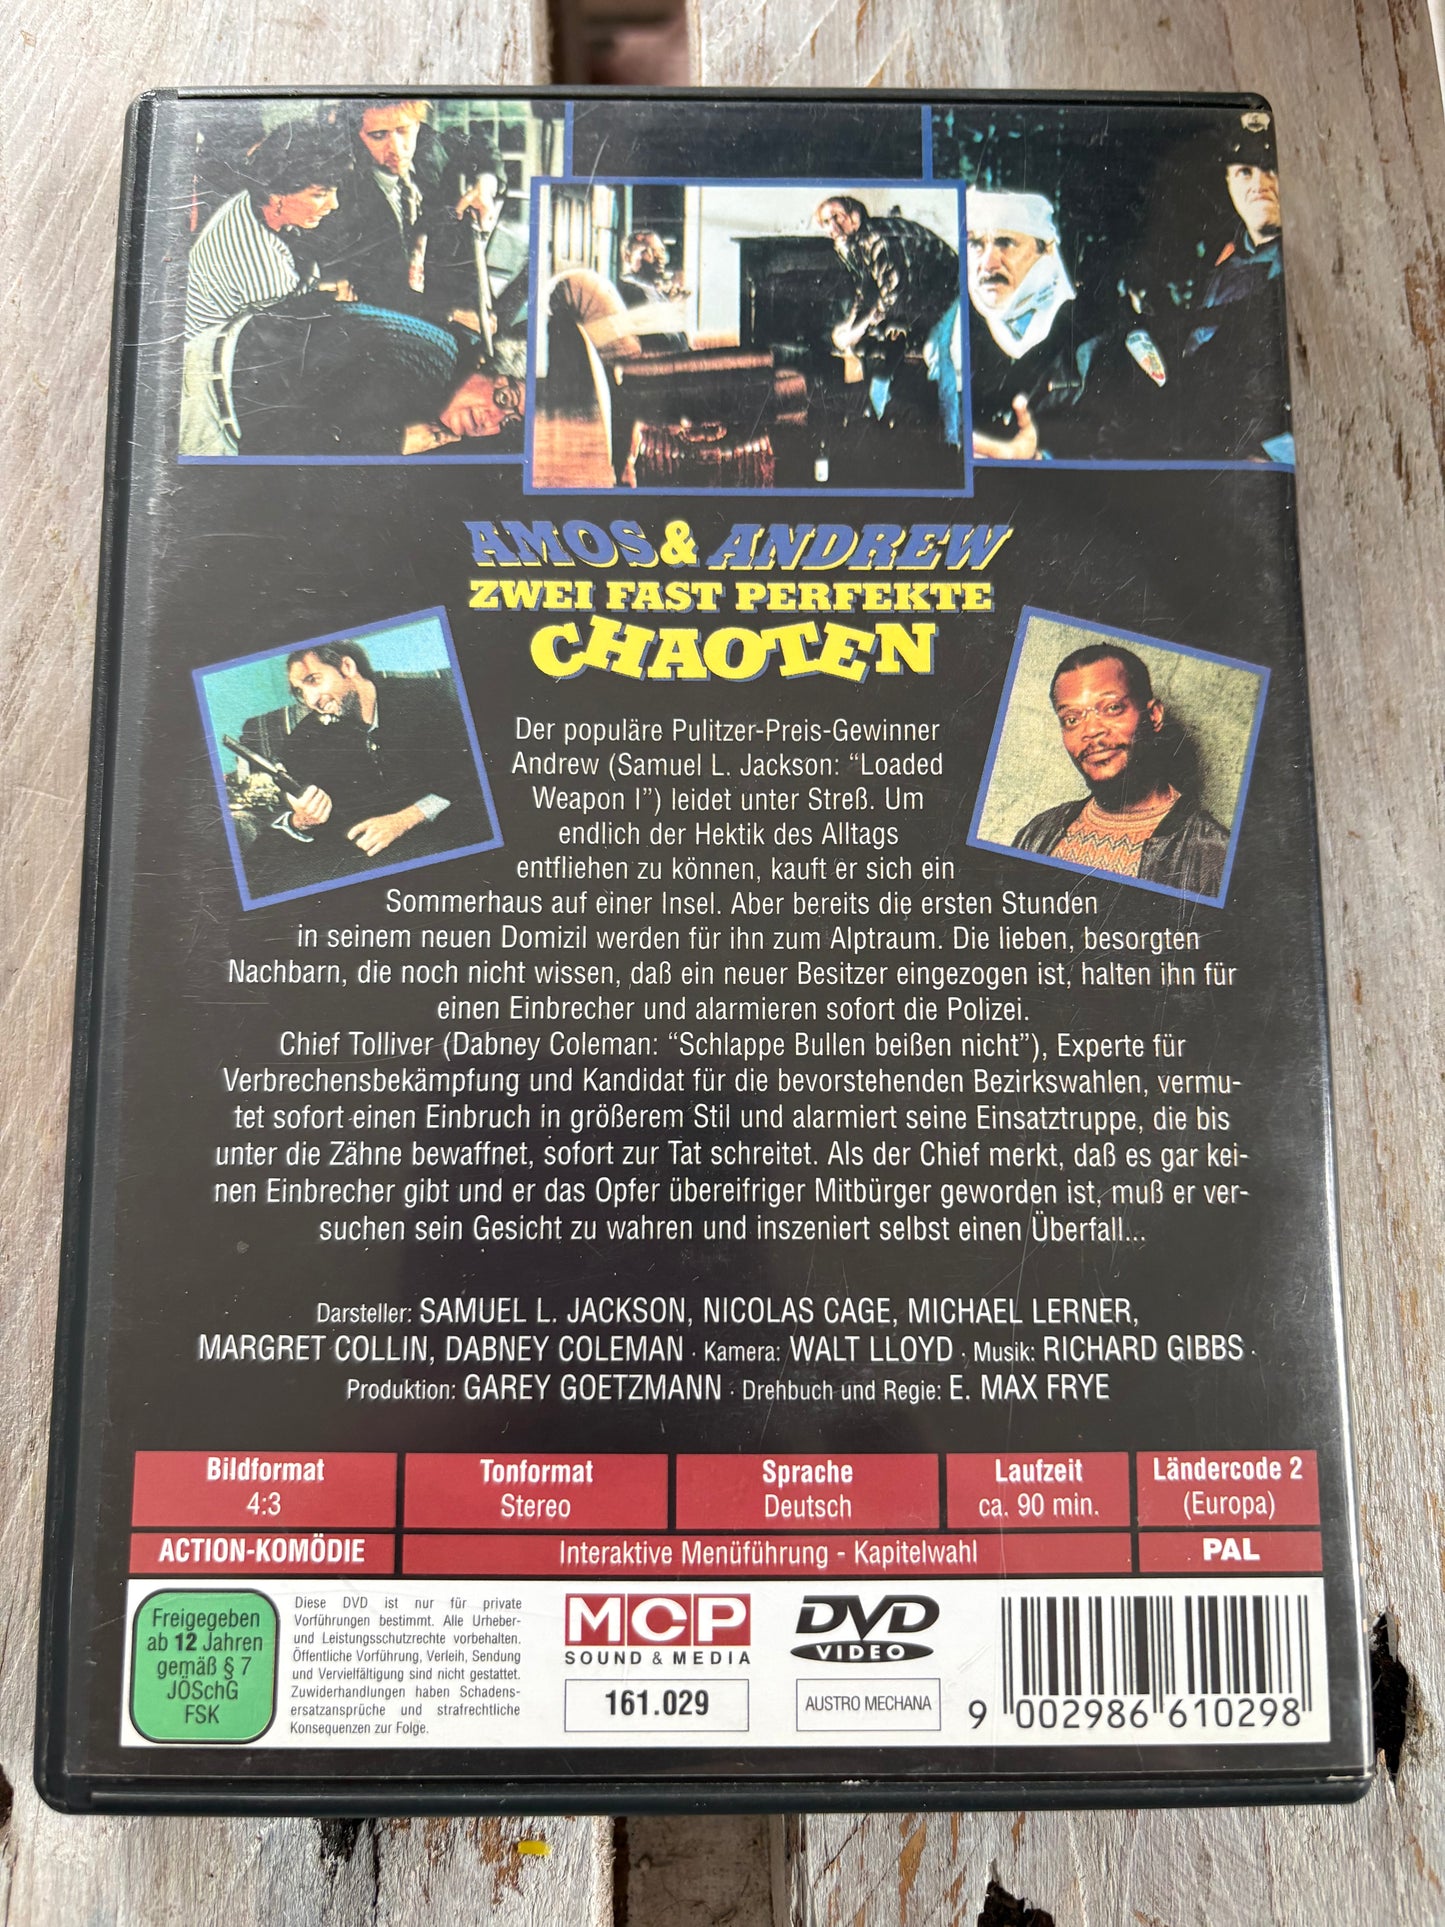 AMOS & ANDREW
ZWEI FAST PERFEKTE
CHAOTEN
Der populäre Pulitzer-Preis-Gewinner
Andrew (Samuel L. Jackson: “Loaded
Weapon I”) leidet unter Streß. Um
endlich der Hektik des Alltags
entfliehen zu können, kauft er sich ein
Sommerhaus auf einer Insel. Aber bereits die ersten Stunden
in seinem neuen Domizil werden für ihn zum Alptraum. Die lieben, besorgten
Nachbarn, die noch nicht wissen, daß ein neuer Besitzer eingezogen ist, halten ihn für
einen Einbrecher und alarmieren sofort die Polizei.
Chief Tolliver (Dabney Coleman: “Schlappe Bullen beißen nicht”), Experte für
Verbrechensbekämpfung und Kandidat für die bevorstehenden Bezirkswahlen, vermu-
tet sofort einen Einbruch in größerem Stil und alarmiert seine Einsatztruppe, die bis
unter die Zähne bewaffnet, sofort zur Tat schreitet. Als der Chief merkt, daß es gar kei-
nen Einbrecher gibt und er das Opfer übereifriger Mitbürger geworden ist, muß er ver-
suchen sein Gesicht zu wahren und inszeniert selbst einen Überfall...
Darsteller: SAMUEL L. JACKSON, NICOLAS CAGE, MICHAEL LERNER,
MARGRET COLLIN, DABNEY COLEMAN · Kamera: WALT LLOYD · Musik: RICHARD GIBBS ·
Produktion: GAREY GOETZMANN · Drehbuch und Regie: E. MAX FRYE
Bildformat Tonformat Sprache Laufzeit Ländercode 2
4:3 Stereo Deutsch ca. 90 min. (Europa)
ACTION-KOMÖDIE Interaktive Menüführung - Kapitelwahl PAL
Freigegeben
ab 12 Jahren
gemäß § 7
JÖSchG
FSK
Diese DVD ist nur für private
Vorführungen bestimmt. Alle Urheber-
und Leistungsschutzrechte vorbehalten.
Öffentliche Vorführung, Verleih, Sendung
und Vervielfältigung sind nicht gestattet.
Zuwiderhandlungen haben Schadens-
ersatzansprüche und strafrechtliche
Konsequenzen zur Folge.
MCP
SOUND & MEDIA
161.029
DVD
VIDEO
AUSTRO MECHANA
9 002986 610298